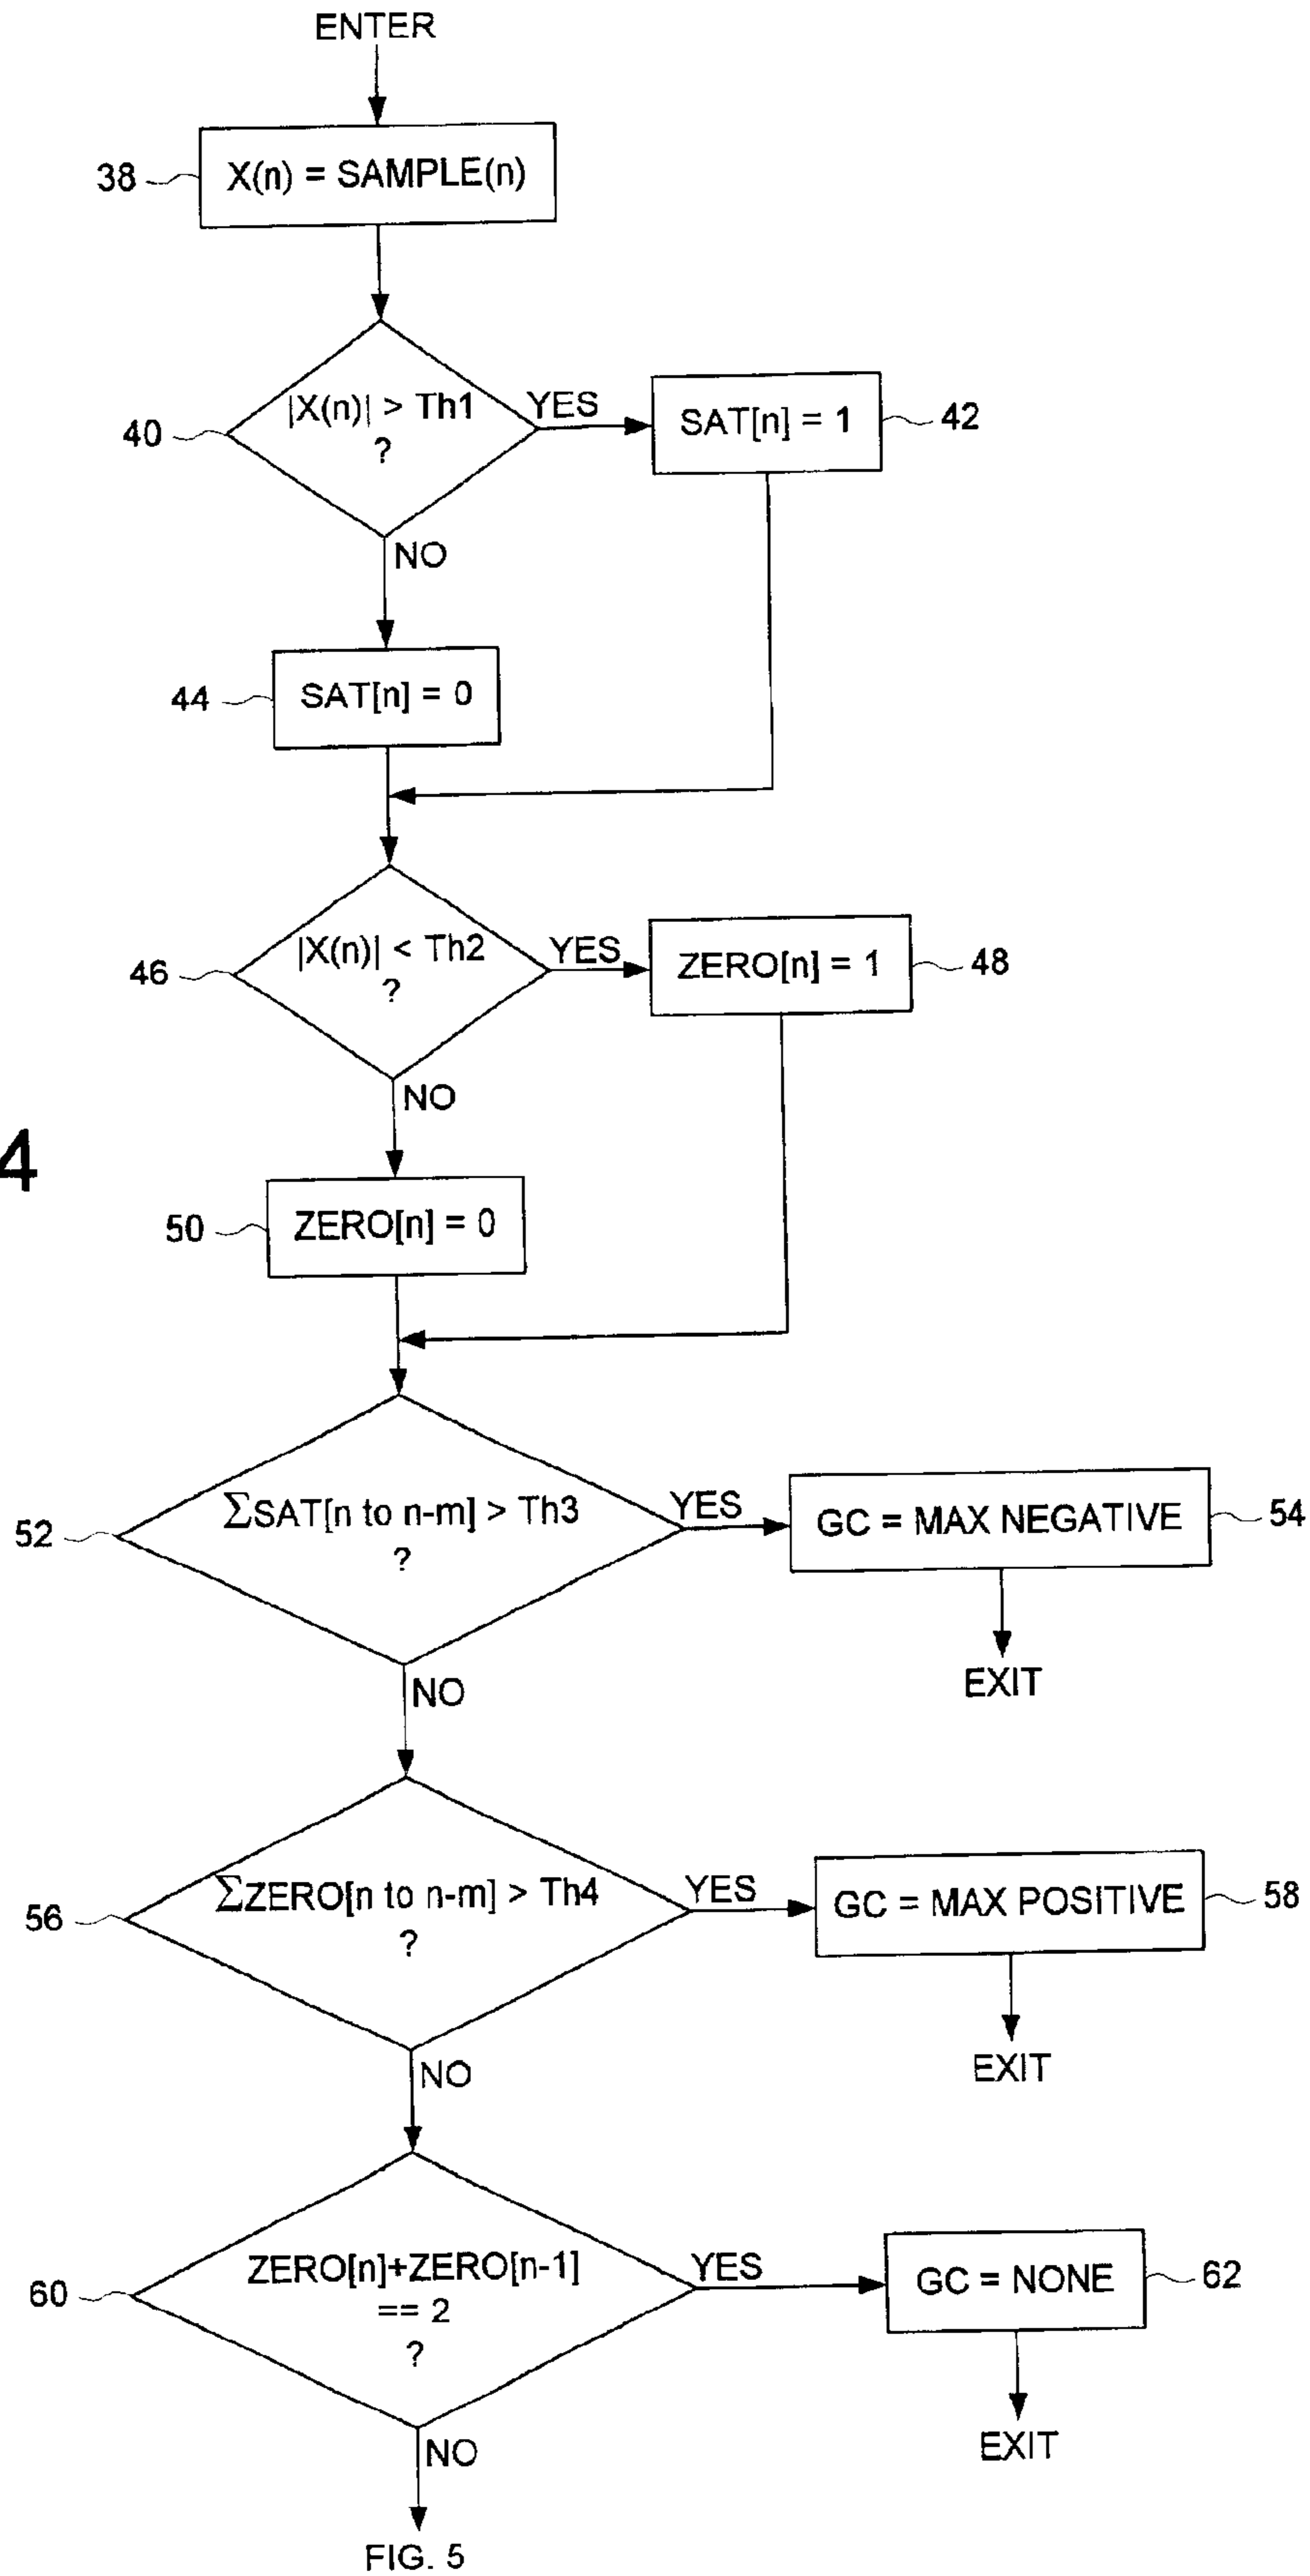 ENTER
38
X(n) = SAMPLE(n)
40
|X(n)| > Th1
?
YES
SAT[n] = 1
42
NO
44
SAT[n] = 0
46
|X(n)| < Th2
?
YES
ZERO[n] = 1
48
NO
4
50
ZERO[n] = 0
52
ΣSAT[n to n-m] > Th3
?
YES
GC = MAX NEGATIVE
54
EXIT
NO
56
ΣZERO[n to n-m] > Th4
?
YES
GC = MAX POSITIVE
58
EXIT
NO
60
ZERO[n]+ZERO[n-1]
== 2
?
YES
GC = NONE
62
EXIT
NO
FIG. 5